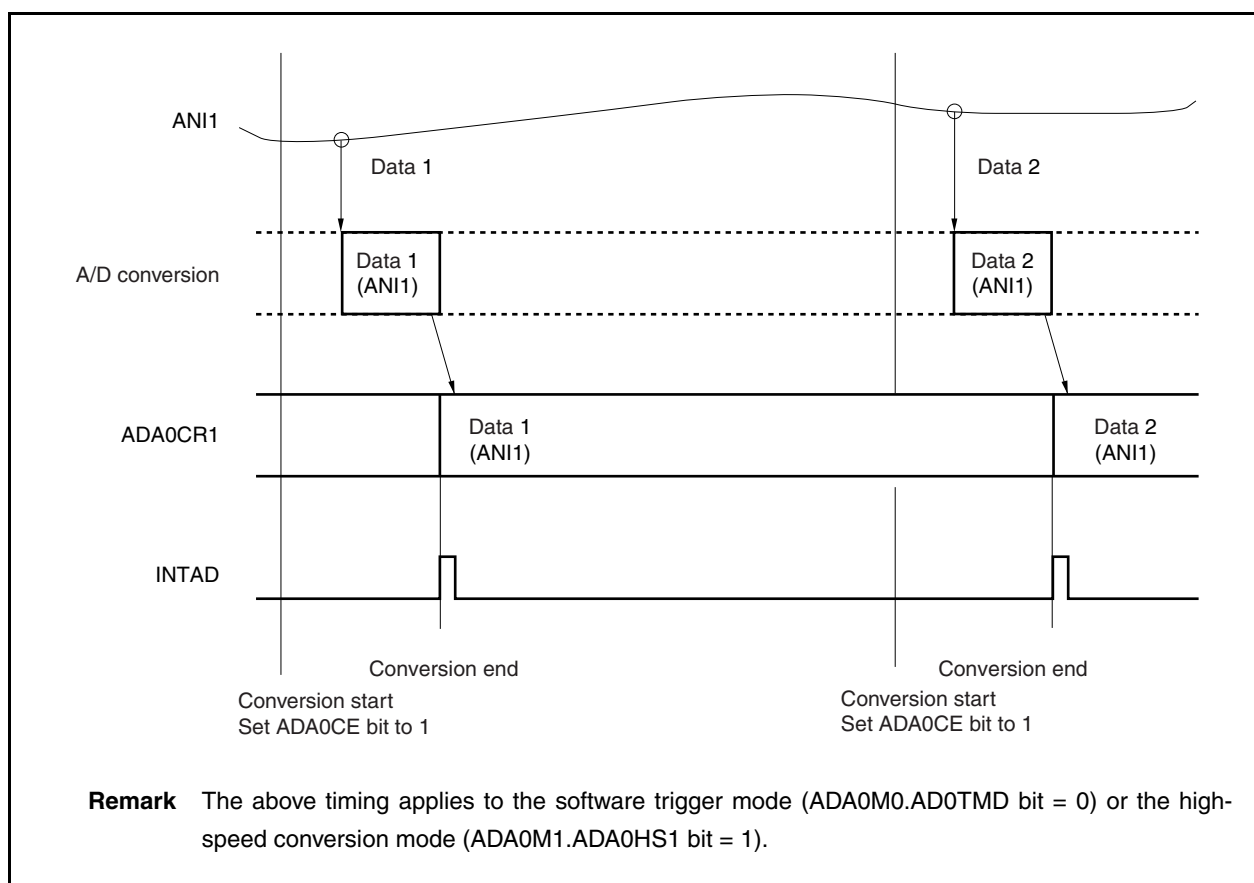 ANI1
Data 1
Data 2
A/D conversion
Data 1
(ANI1)
Data 2
(ANI1)
ADA0CR1
Data 1
(ANI1)
Data 2
(ANI1)
INTAD
Conversion end
Conversion end
Conversion start
Set ADA0CE bit to 1
Conversion start
Set ADA0CE bit to 1
Remark The above timing applies to the software trigger mode (ADA0M0.AD0TMD bit = 0) or the high-
speed conversion mode (ADA0M1.ADA0HS1 bit = 1).